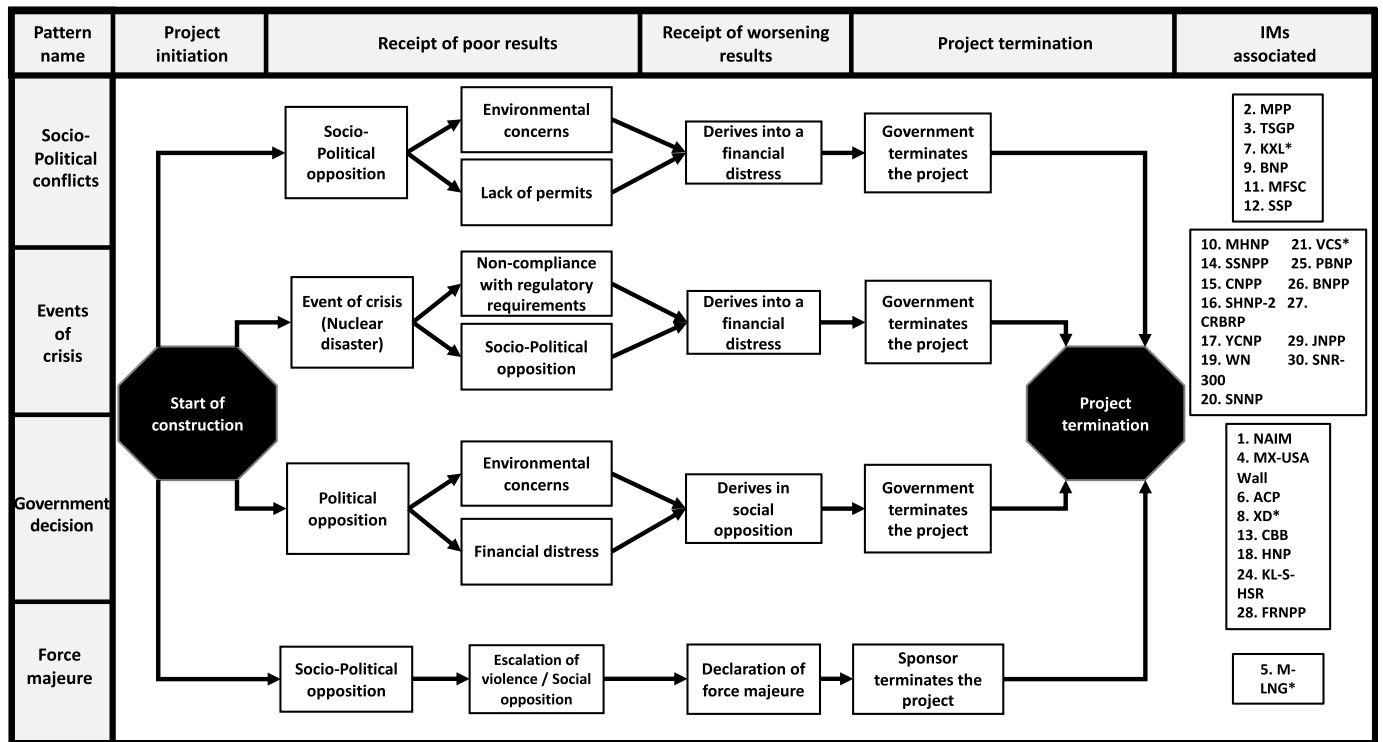 Pattern
name
Project
initiation
Receipt of poor results
Receipt of worsening
results
Project termination
IMs
associated
Socio-
Political
conflicts
Socio-
Political
opposition
Environmental
concerns
Lack of permits
Derives into a
financial
distress
Government
terminates
the project
2. MPP
3. TSGP
7. KXL*
9. BNP
11. MFSC
12. SSP
Events
of
crisis
Event of crisis
(Nuclear
disaster)
Non-compliance
with regulatory
requirements
Socio-Political
opposition
Derives into a
financial
distress
Government
terminates
the project
10. MHNP 21. VCS*
14. SSNPP 25. PBNP
15. CNPP 26. BNPP
16. SHNP-2 27.
CRBRP
17. YCNP 29. JNPP
19. WN 30. SNR-
300
20. SNNP
Start of
construction
Project
termination
Government
decision
Political
opposition
Environmental
concerns
Financial distress
Derives in
social
opposition
Government
terminates
the project
1. NAIM
4. MX-USA
Wall
6. ACP
8. XD*
13. CBB
18. HNP
24. KL-S-
HSR
28. FRNPP
Force
majeure
Socio-Political
opposition
Escalation of
violence / Social
opposition
Declaration of
force majeure
Sponsor
terminates the
project
5. M-
LNG*